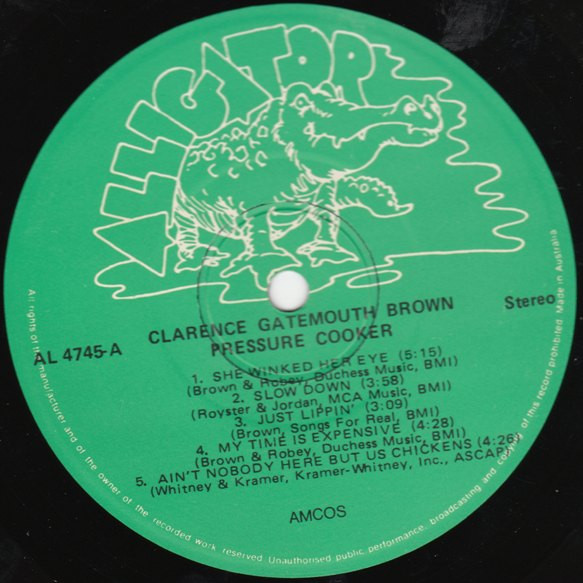 ALLIGATOR
CLARENCE GATEMOUTH BROWN
PRESSURE COOKER
AL 4745-A
Stereo
1. SHE WINKED HER EYE (5:15)
(Brown & Robey, Duchess Music, BMI)
2. SLOW DOWN (3:58)
(Royster & Jordan, MCA Music, BMI)
3. JUST LIPPIN' (3:09)
(Brown, Songs For Real, BMI)
4. MY TIME IS EXPENSIVE (4:28)
(Brown & Robey, Duchess Music, BMI)
5. AIN'T NOBODY HERE BUT US CHICKENS (4:26)
(Whitney & Kramer, Kramer-Whitney, Inc., ASCAP)
AMCOS
All rights of the manufacturer and of the owner of the recorded work reserved. Unauthorised public performance, broadcasting and copying of this record prohibited. Made in Australia